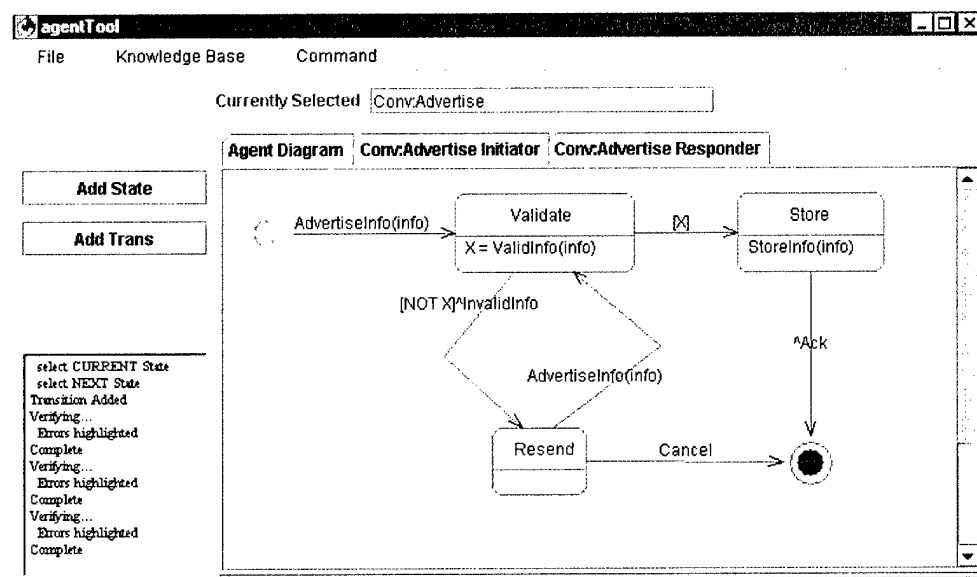 agentTool
File Knowledge Base Command
Currently Selected Conv:Advertise
Agent Diagram Conv:Advertise Initiator Conv:Advertise Responder
Add State
Add Trans
AdvertiseInfo(info)
Validate
X = ValidInfo(info)
[X]
Store
StoreInfo(info)
[NOT X]^InvalidInfo
AdvertiseInfo(info)
^Ack
Resend
Cancel
select CURRENT State
select NEXT State
Transition Added
Verifying...
Errors highlighted
Complete
Verifying...
Errors highlighted
Complete
Verifying...
Errors highlighted
Complete